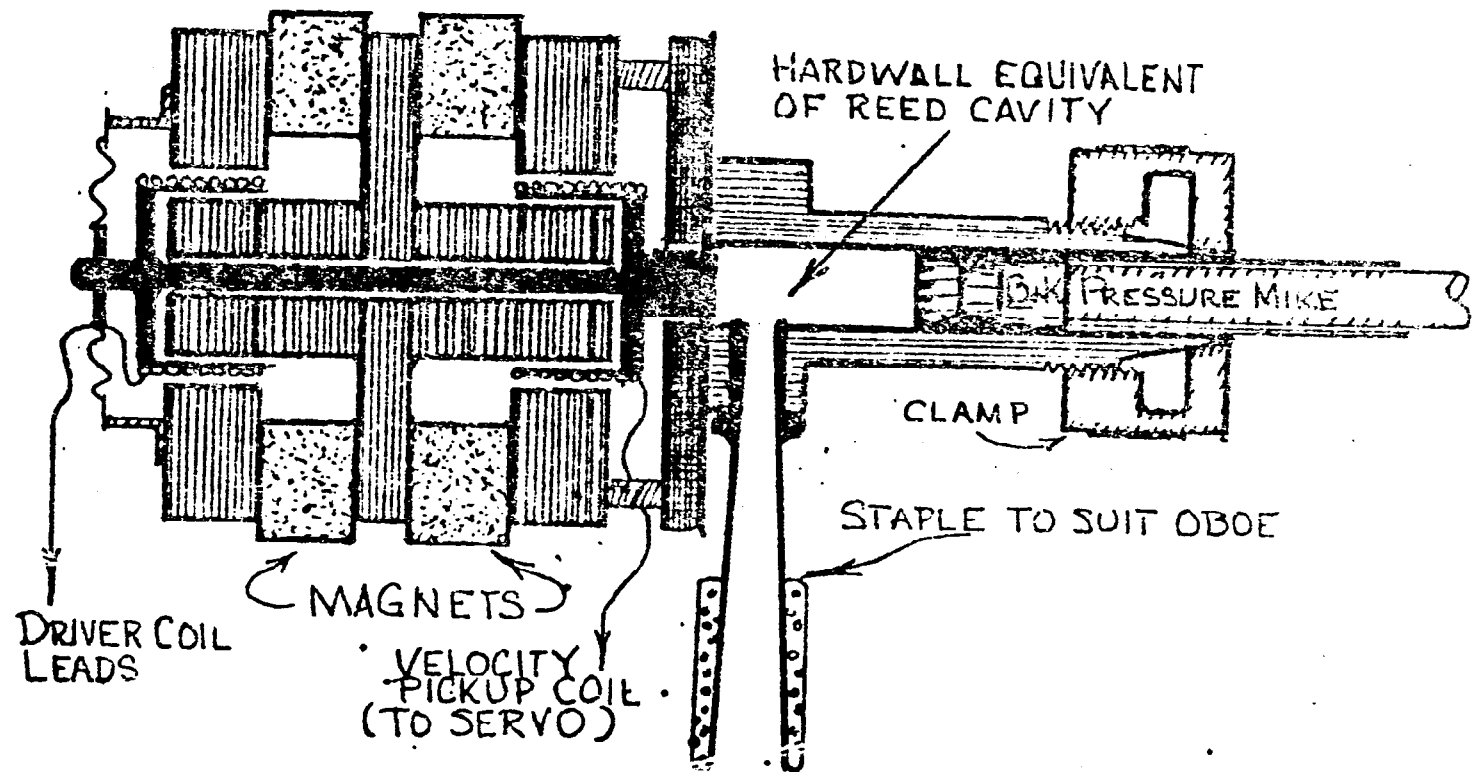 HARDWALL EQUIVALENT
OF REED CAVITY
B+K PRESSURE MIKE
CLAMP
STAPLE TO SUIT OBOE
MAGNETS
DRIVER COIL
LEADS
VELOCITY
PICKUP COIL
(TO SERVO)